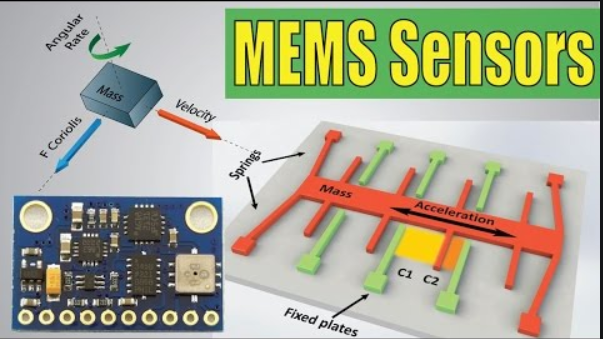 MEMS Sensors
Angular
Rate
Mass
Velocity
F Coriolis
Springs
Mass
Acceleration
C1 C2
Fixed plates